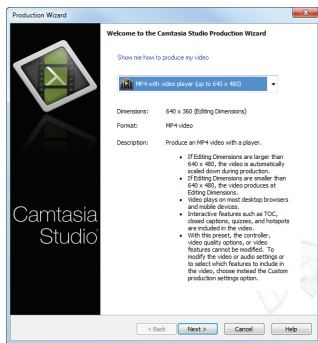 Production Wizard
Welcome to the Camtasia Studio Production Wizard
Show me how to produce my video
MP4 with video player (up to 640 x 480)
Dimensions: 640 x 360 (Editing Dimensions)
Format: MP4 video
Description: Produce an MP4 video with a player.
• If Editing Dimensions are larger than
640 x 480, the video is automatically
scaled down during production.
• If Editing Dimensions are smaller than
640 x 480, the video produces at
Editing Dimensions.
• Video plays on most desktop browsers
and mobile devices.
• Interactive features such as TOC,
closed captions, quizzes, and hotspots
are included in the video.
• With this preset, the controller,
video quality options, or video
features cannot be modified. To
modify the video or audio settings or
to select which features to include in
the video, choose instead the Custom
production settings option.
Camtasia
Studio
< Back
Next >
Cancel
Help